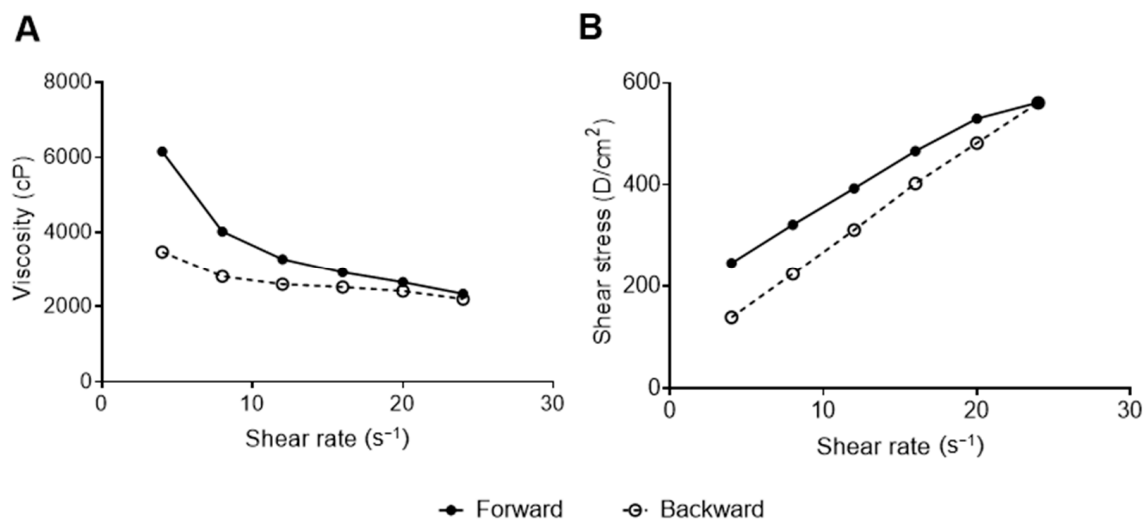 A
Viscosity (cP)
8000
6000
4000
2000
0
0 10 20 30
Shear rate (s⁻¹)
B
Shear stress (D/cm²)
600
400
200
0
0 10 20 30
Shear rate (s⁻¹)
Forward Backward